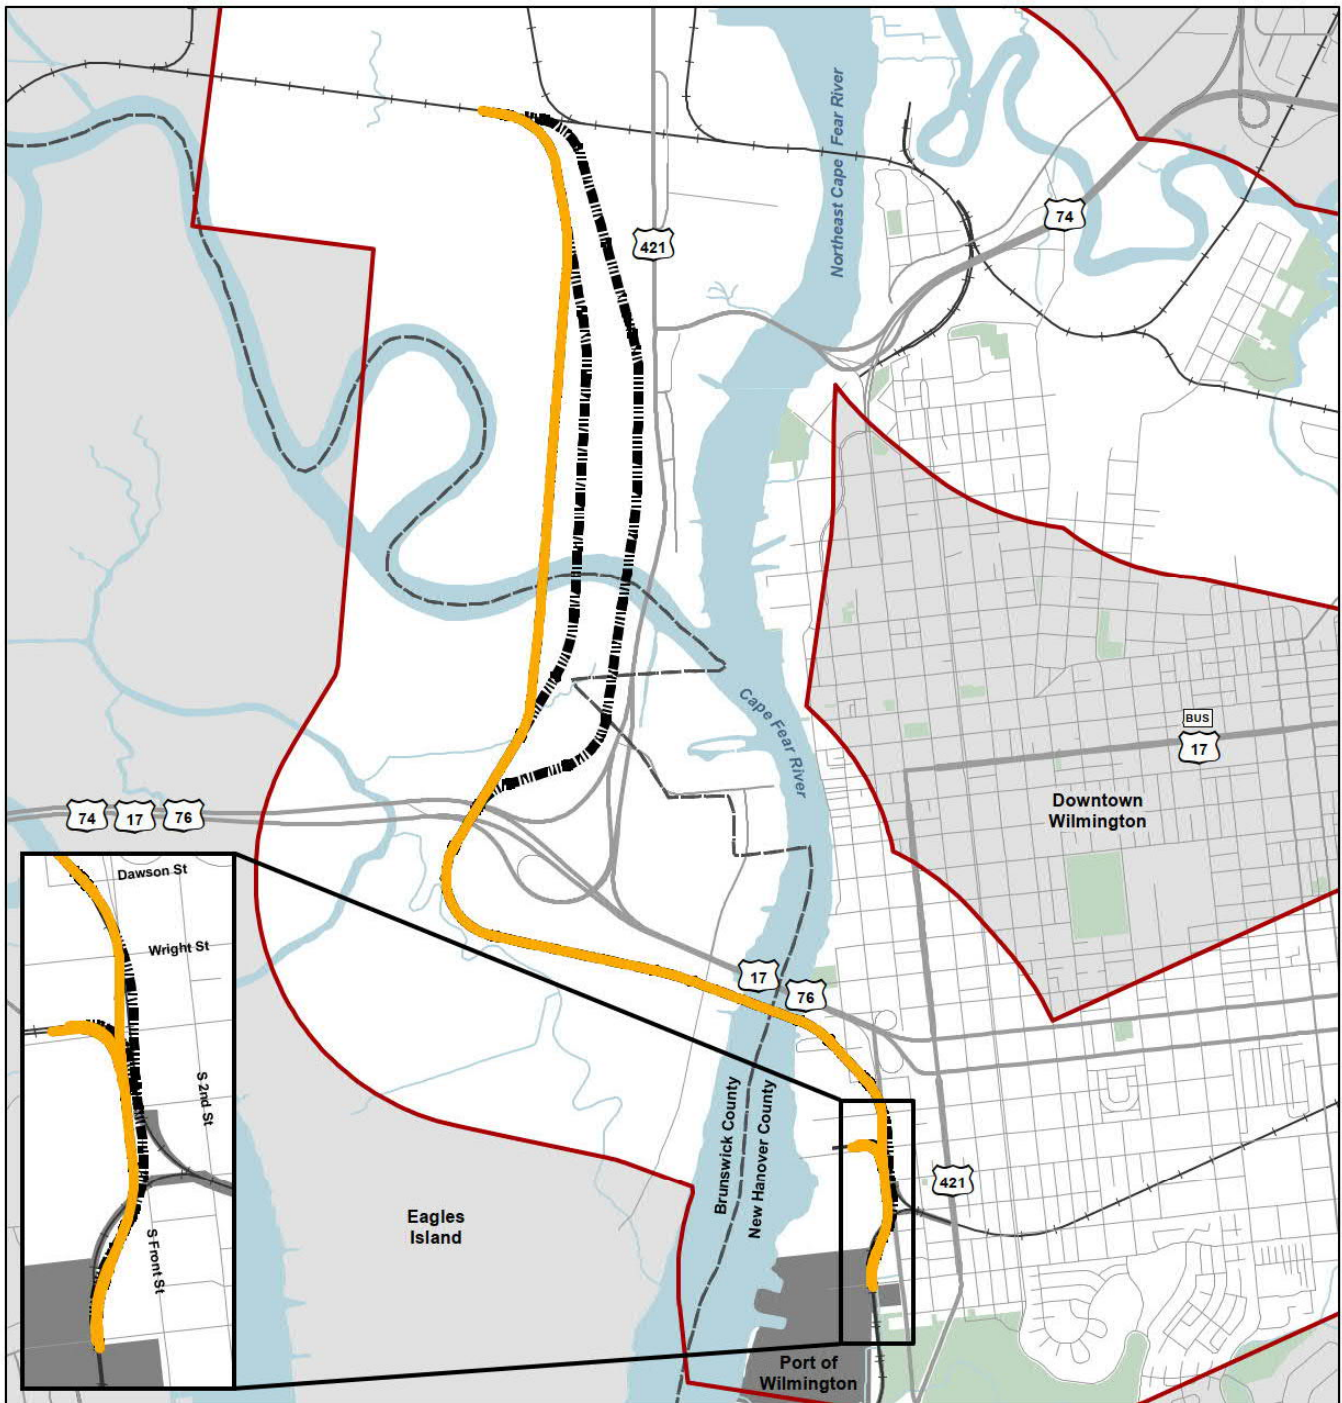 Northeast Cape Fear River
74
421
BUS
17
Cape Fear River
Downtown
Wilmington
74
17
76
Dawson St
Wright St
S 2nd St
S Front St
17
76
Brunswick County
New Hanover County
421
Eagles
Island
Port of
Wilmington